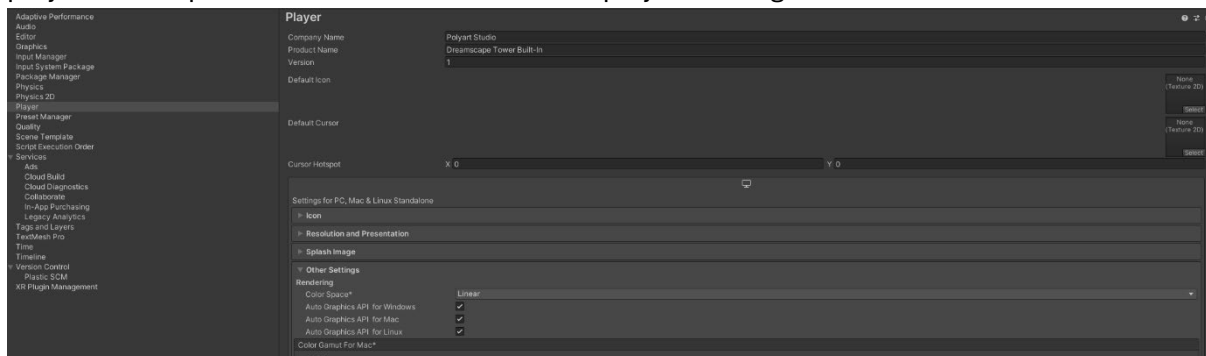 Adaptive Performance
Audio
Editor
Graphics
Input Manager
Input System Package
Package Manager
Physics
Physics 2D
Player
Preset Manager
Quality
Scene Template
Script Execution Order
Services
Ads
Cloud Build
Cloud Diagnostics
Collaborate
In-App Purchasing
Legacy Analytics
Tags and Layers
TextMesh Pro
Time
Timeline
Version Control
Plastic SCM
XR Plugin Management
Player
Company Name Polyart Studio
Product Name Dreamscape Tower Built-In
Version 1
Default Icon None
(Texture 2D)
Select
Default Cursor None
(Texture 2D)
Select
Cursor Hotspot X 0 Y 0
Settings for PC, Mac & Linux Standalone
Icon
Resolution and Presentation
Splash Image
Other Settings
Rendering
Color Space* Linear
Auto Graphics API for Windows
Auto Graphics API for Mac
Auto Graphics API for Linux
Color Gamut For Mac*